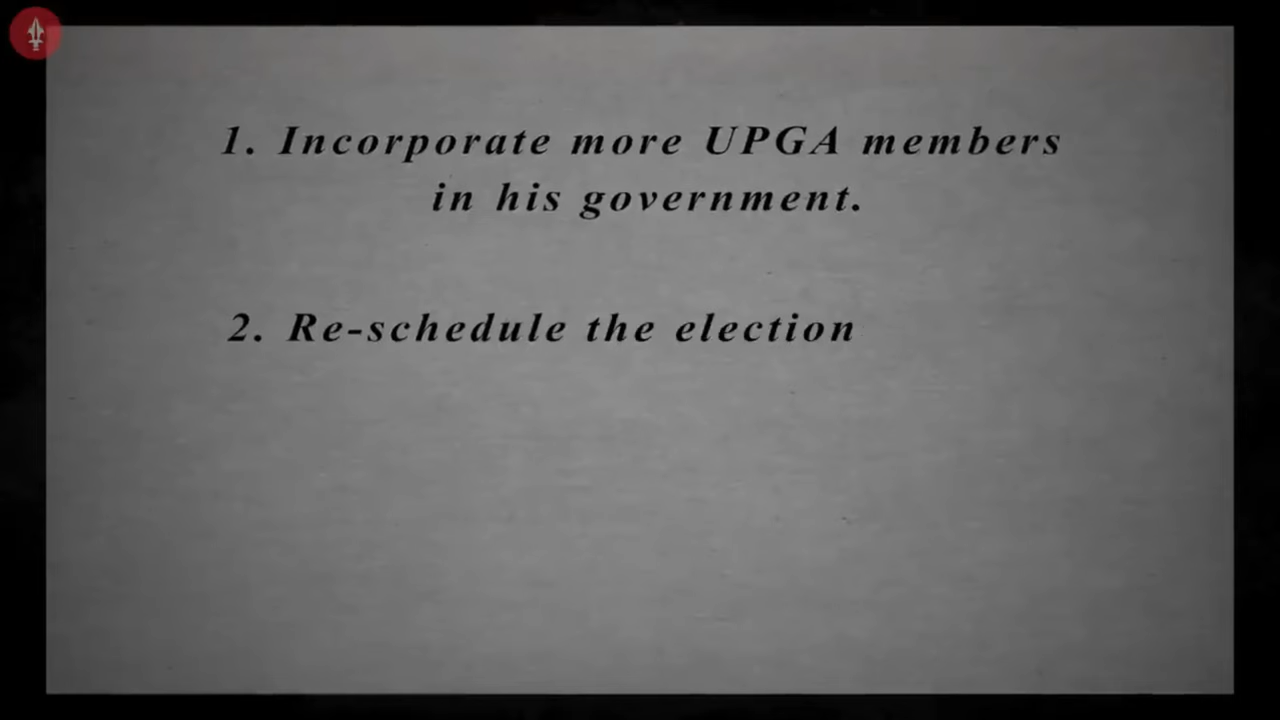 1. Incorporate more UPGA members
in his government.
2. Re-schedule the election